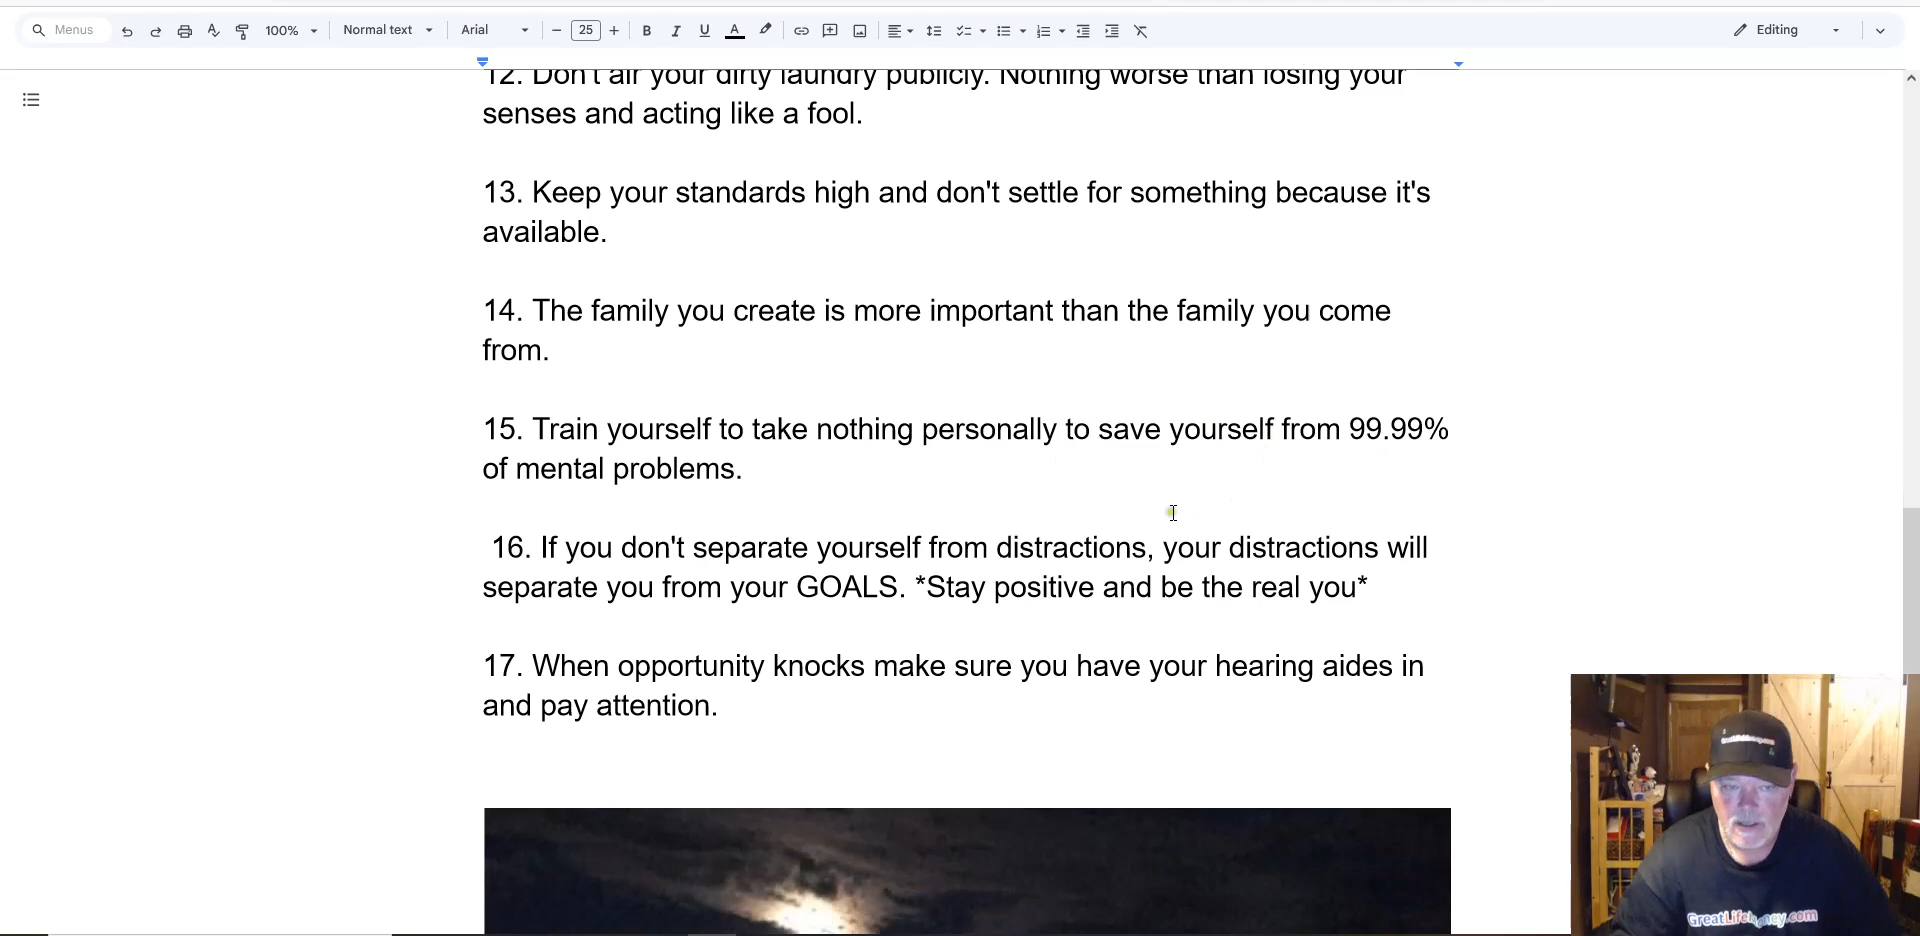 Menus 100% Normal text Arial 25 B I U A Editing
12. Don't air your dirty laundry publicly. Nothing worse than losing your
senses and acting like a fool.
13. Keep your standards high and don't settle for something because it's
available.
14. The family you create is more important than the family you come
from.
15. Train yourself to take nothing personally to save yourself from 99.99%
of mental problems.
16. If you don't separate yourself from distractions, your distractions will
separate you from your GOALS. *Stay positive and be the real you*
17. When opportunity knocks make sure you have your hearing aides in
and pay attention.
GreatLifeMoney.com